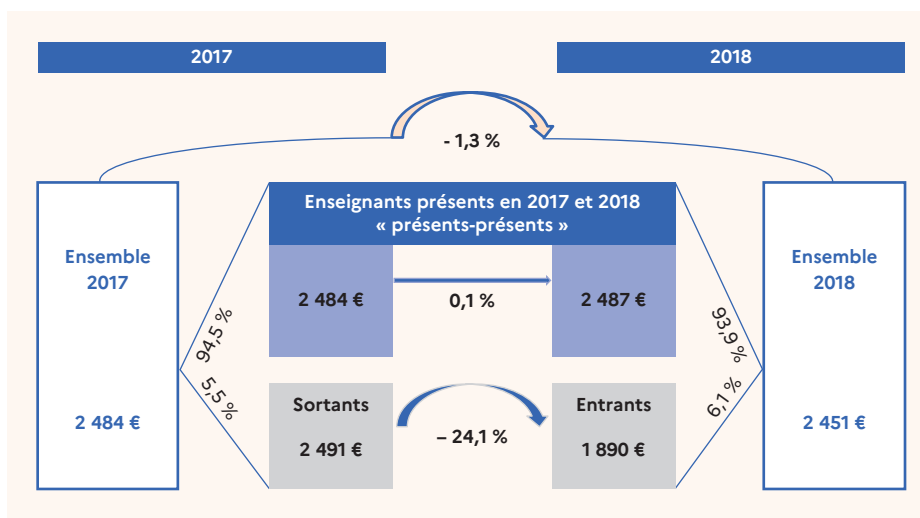 2017
2018
- 1,3 %
Enseignants présents en 2017 et 2018
« présents-présents »
Ensemble
2017
2 484 €
94,5 %
5,5 %
2 484 €
0,1 %
2 487 €
Sortants
2 491 €
– 24,1 %
Entrants
1 890 €
93,9 %
6,1 %
Ensemble
2018
2 451 €